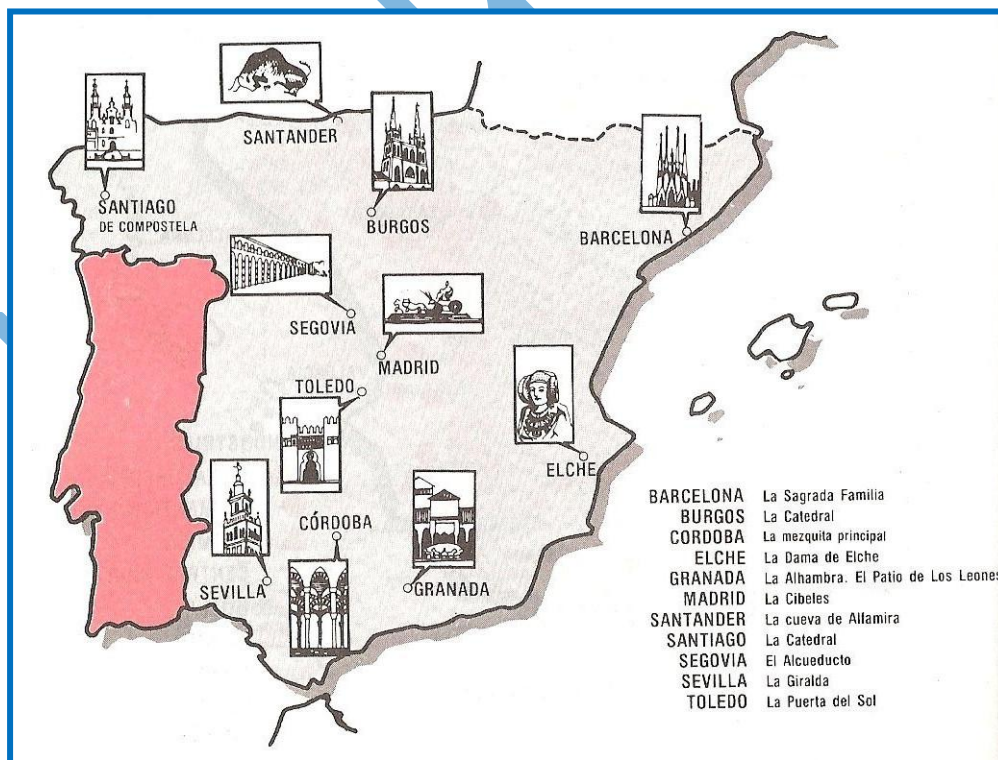 SANTANDER
SANTIAGO
DE COMPOSTELA
BURGOS
BARCELONA
SEGOVIA
MADRID
TOLEDO
ELCHE
CÓRDOBA
SEVILLA
GRANADA
BARCELONA La Sagrada Familia
BURGOS La Catedral
CORDOBA La mezquita principal
ELCHE La Dama de Elche
GRANADA La Alhambra. El Patio de Los Leones
MADRID La Cibeles
SANTANDER La cueva de Altamira
SANTIAGO La Catedral
SEGOVIA El Alcueducto
SEVILLA La Giralda
TOLEDO La Puerta del Sol